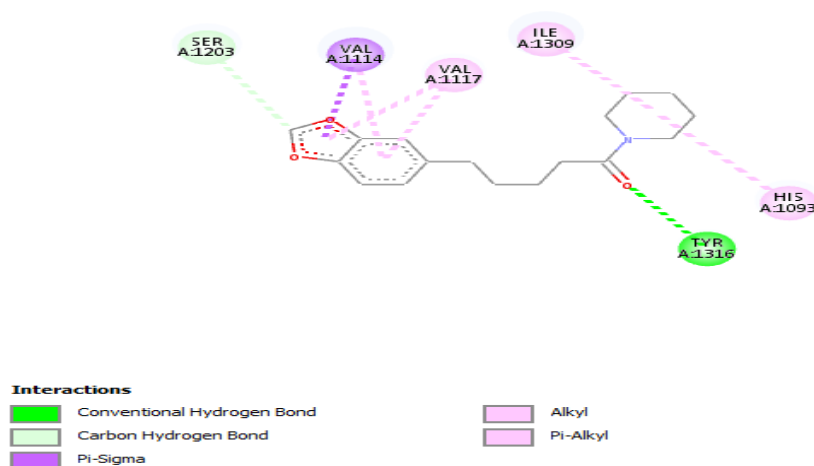 SER
A:1203
VAL
A:1114
VAL
A:1117
ILE
A:1309
O
O
N
O
HIS
A:1093
TYR
A:1316
Interactions
Conventional Hydrogen Bond
Carbon Hydrogen Bond
Pi-Sigma
Alkyl
Pi-Alkyl